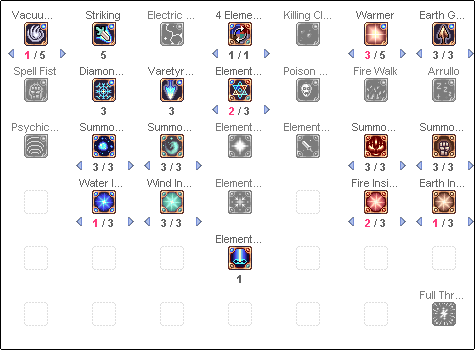 Vacuu... Striking Electric ... 4 Eleme... Killing Cl... Warmer Earth G...
1 / 5 5 1 / 1 3 / 5 3 / 3
Spell Fist Diamon... Varetyr... Element... Poison ... Fire Walk Arrullo
3 3 2 / 3
Psychic... Summo... Summo... Element... Element... Summo... Summo...
3 / 3 3 / 3 3 / 3 3 / 3
Water I... Wind In... Element... Fire Insi... Earth In...
1 / 3 3 / 3 2 / 3 1 / 3
Element...
1
Full Thr...